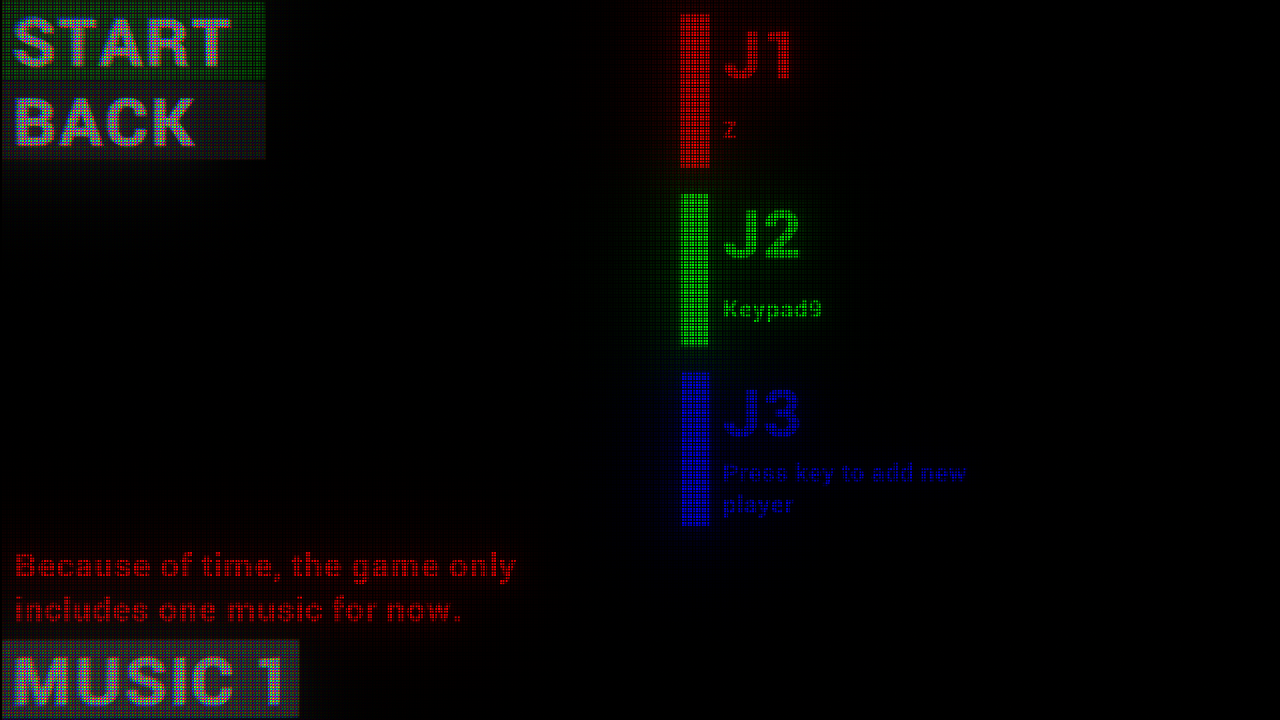 START
BACK
J1
Z
J2
Keypad9
J3
Press key to add new
player
Because of time, the game only
includes one music for now.
MUSIC 1